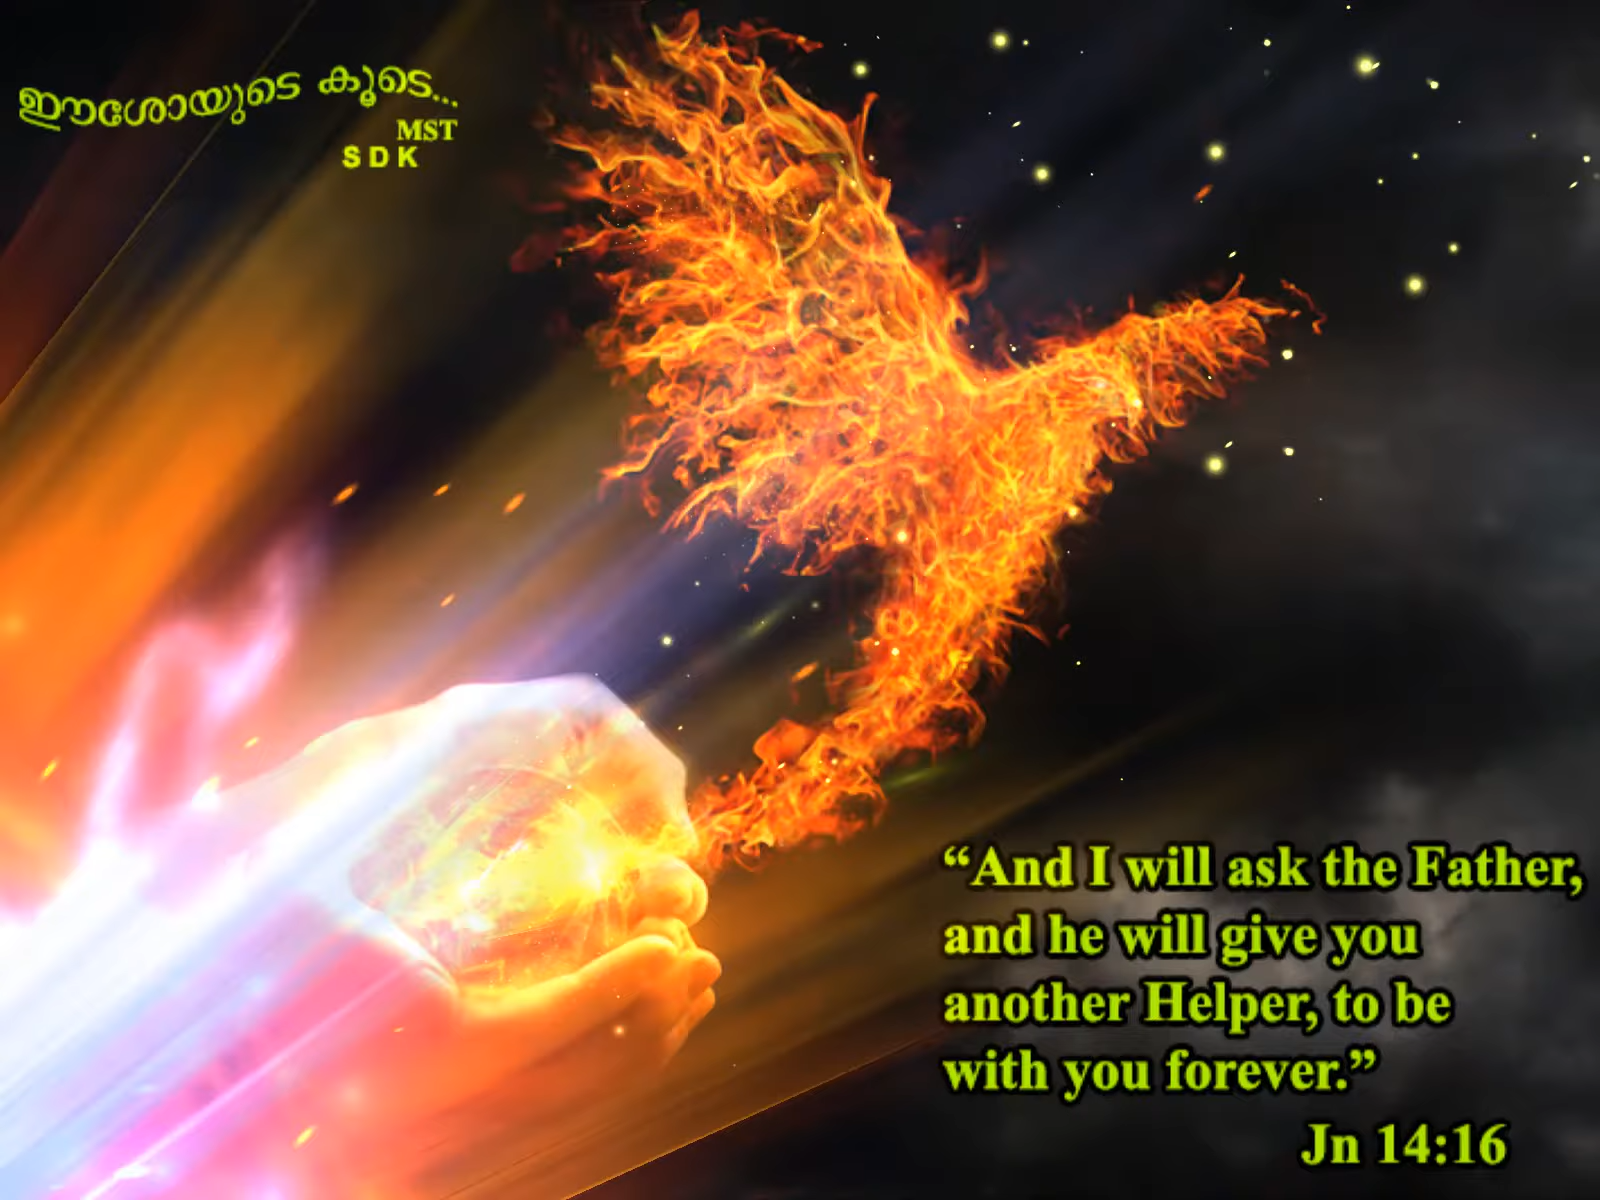 ഈശോയുടെ കൂടെ...
MST
SDK
“And I will ask the Father,
and he will give you
another Helper, to be
with you forever.”
Jn 14:16